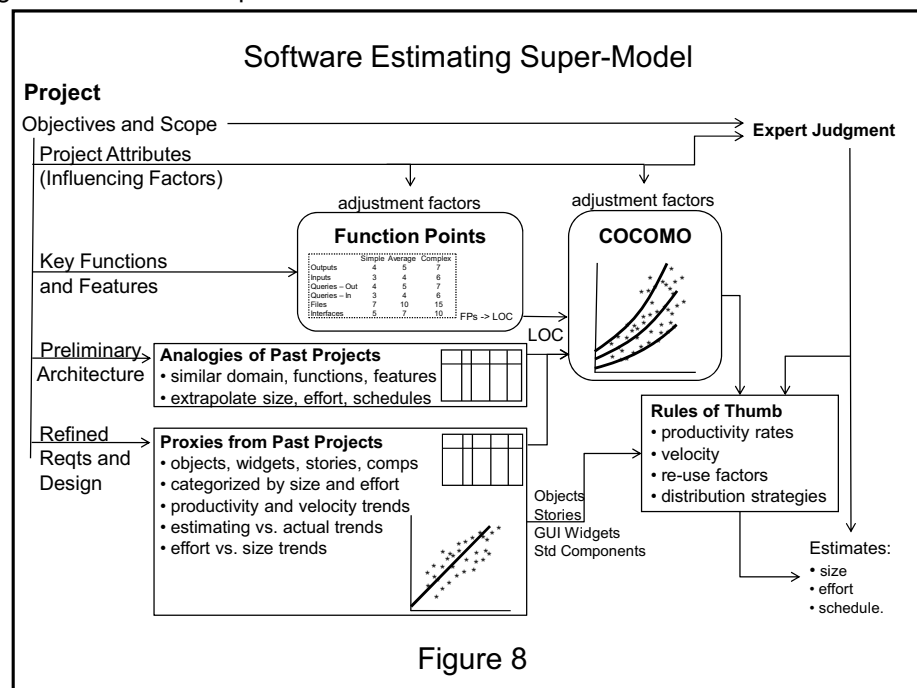 Software Estimating Super-Model
Project
Objectives and Scope
Expert Judgment
Project Attributes
(Influencing Factors)
adjustment factors
adjustment factors
Function Points
Simple Average Complex
Outputs 4 5 7
Inputs 3 4 6
Queries – Out 4 5 7
Queries – In 3 4 6
Files 7 10 15
Interfaces 5 7 10
FPs -> LOC
COCOMO
Key Functions
and Features
LOC
Preliminary
Architecture
Analogies of Past Projects
• similar domain, functions, features
• extrapolate size, effort, schedules
Refined
Reqts and
Design
Proxies from Past Projects
• objects, widgets, stories, comps
• categorized by size and effort
• productivity and velocity trends
• estimating vs. actual trends
• effort vs. size trends
Objects
Stories
GUI Widgets
Std Components
Rules of Thumb
• productivity rates
• velocity
• re-use factors
• distribution strategies
Estimates:
• size
• effort
• schedule.
Figure 8